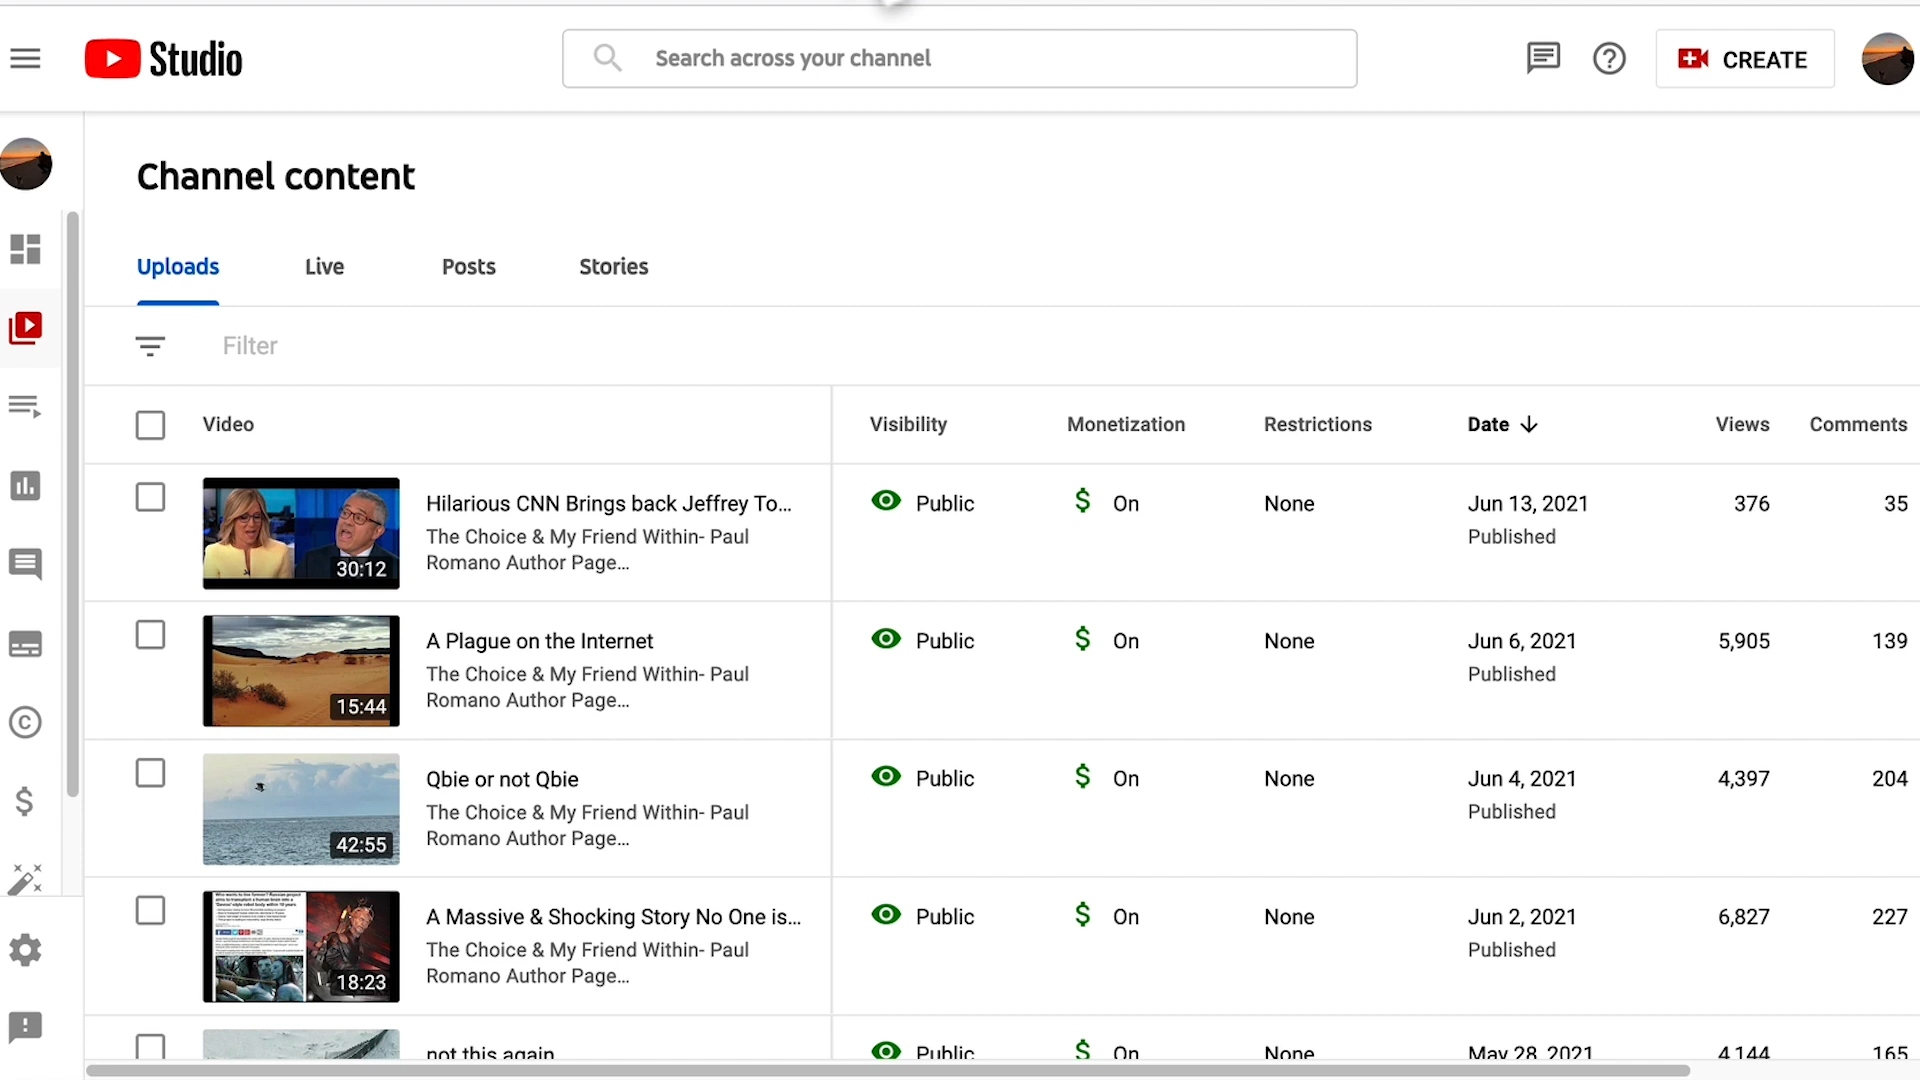 Studio
Search across your channel
CREATE
Channel content
Uploads Live Posts Stories
Filter
Video Visibility Monetization Restrictions Date Views Comments
30:12
Hilarious CNN Brings back Jeffrey To... Public $ On None Jun 13, 2021 376 35
The Choice & My Friend Within- Paul Published
Romano Author Page...
15:44
A Plague on the Internet Public $ On None Jun 6, 2021 5,905 139
The Choice & My Friend Within- Paul Published
Romano Author Page...
42:55
Qbie or not Qbie Public $ On None Jun 4, 2021 4,397 204
The Choice & My Friend Within- Paul Published
Romano Author Page...
18:23
A Massive & Shocking Story No One is... Public $ On None Jun 2, 2021 6,827 227
The Choice & My Friend Within- Paul Published
Romano Author Page...
not this again Public $ On None May 28, 2021 4,144 165